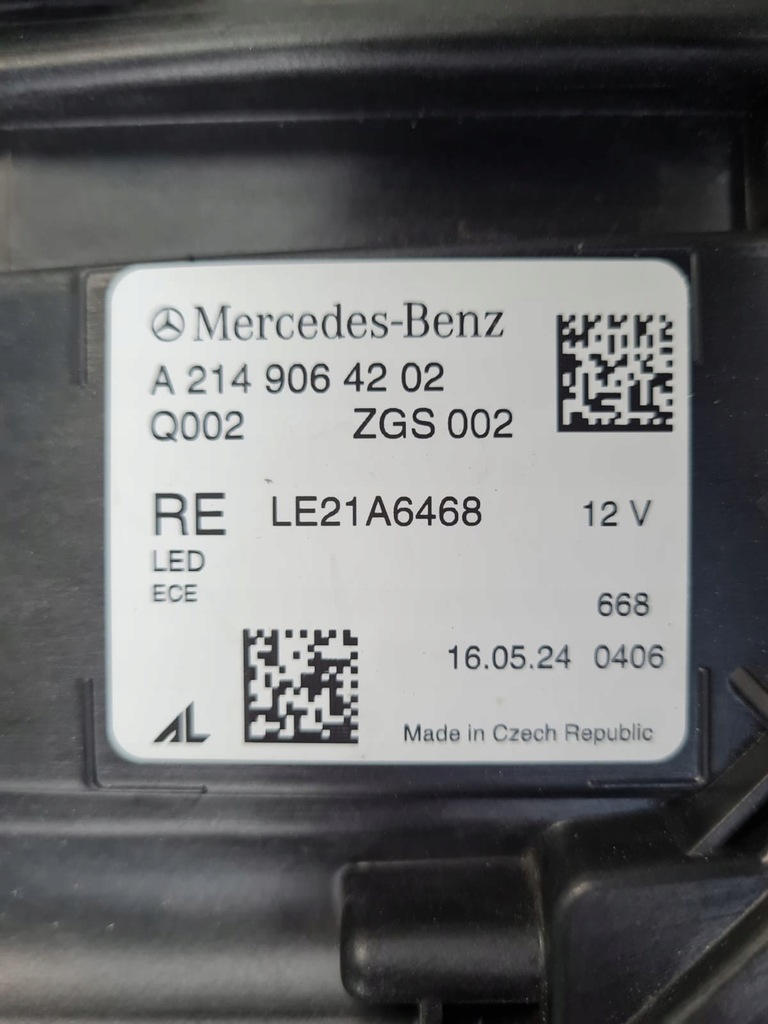 Mercedes-Benz
A 214 906 42 02
Q002 ZGS 002
RE LE21A6468 12 V
LED
ECE
668
16.05.24 0406
AL Made in Czech Republic